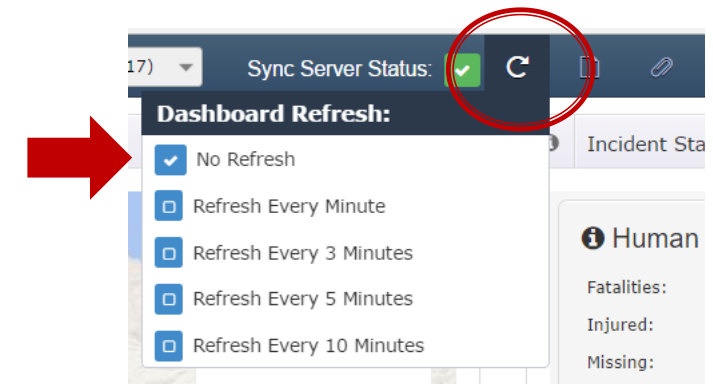 17) Sync Server Status:
Dashboard Refresh:
No Refresh
Refresh Every Minute
Refresh Every 3 Minutes
Refresh Every 5 Minutes
Refresh Every 10 Minutes
Incident Sta
Human
Fatalities:
Injured:
Missing: